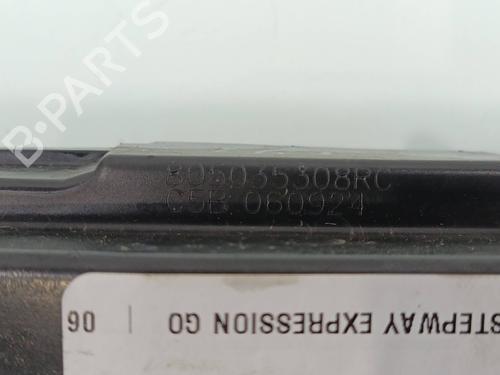 B-PARTS
805035308RC
C5B 060924
STEPWAY EXPRESSION GO | 06